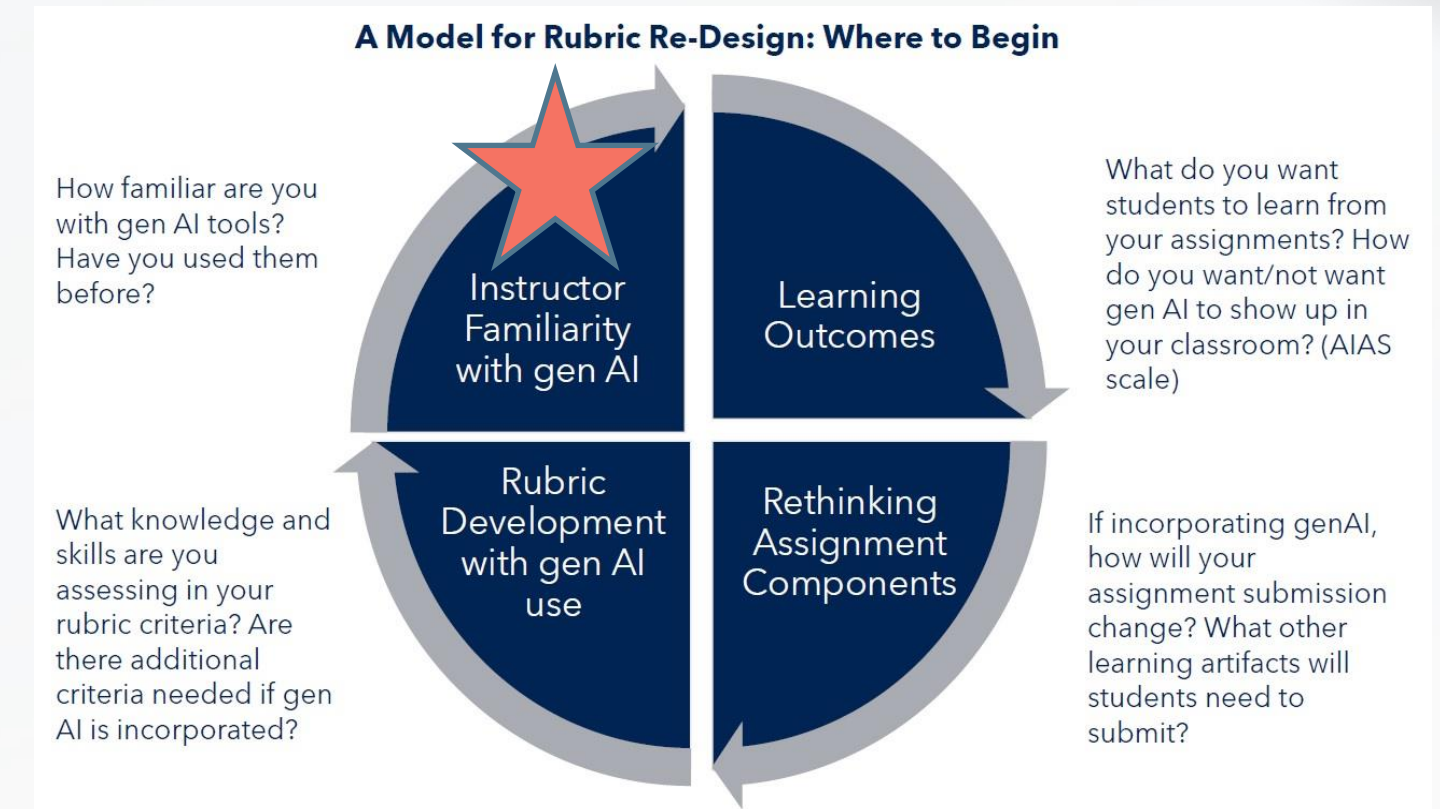 A Model for Rubric Re-Design: Where to Begin
How familiar are you
with gen AI tools?
Have you used them
before?
Instructor
Familiarity
with gen AI
Learning
Outcomes
What do you want
students to learn from
your assignments? How
do you want/not want
gen AI to show up in
your classroom? (AIAS
scale)
What knowledge and
skills are you
assessing in your
rubric criteria? Are
there additional
criteria needed if gen
AI is incorporated?
Rubric
Development
with gen AI
use
Rethinking
Assignment
Components
If incorporating genAI,
how will your
assignment submission
change? What other
learning artifacts will
students need to
submit?